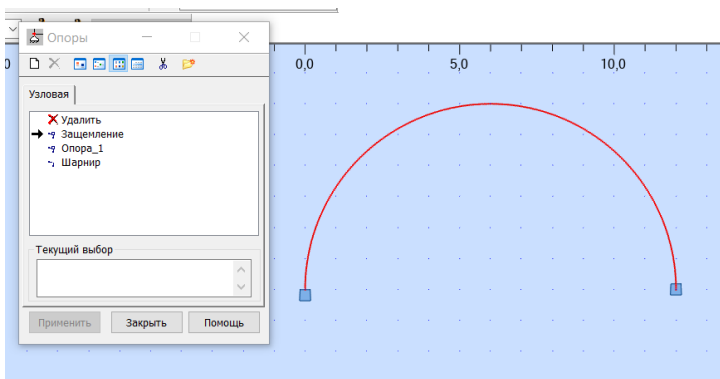 Опоры
0 0,0 5,0 10,0
Узловая
Удалить
Защемление
Опора_1
Шарнир
Текущий выбор
Применить Закрыть Помощь